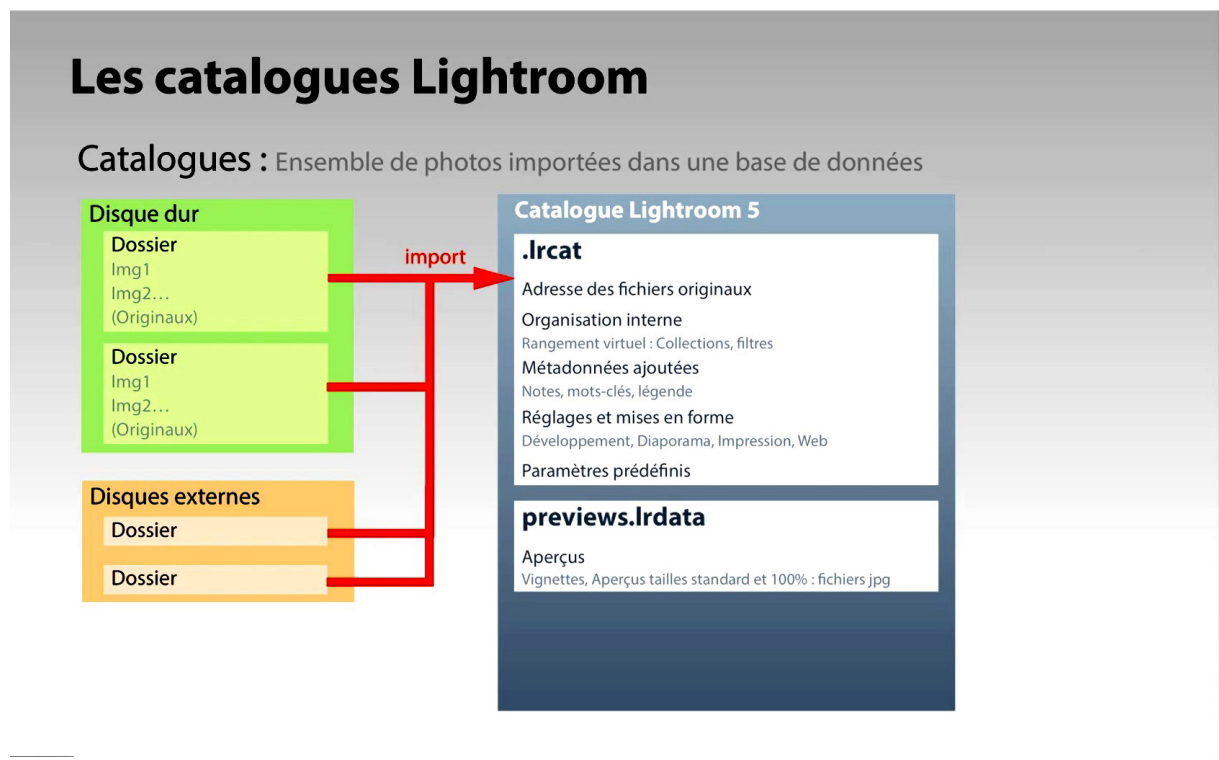 Les catalogues Lightroom
Catalogues : Ensemble de photos importées dans une base de données
Disque dur
Dossier
Img1
Img2...
(Originaux)
Dossier
Img1
Img2...
(Originaux)
Disques externes
Dossier
Dossier
import
Catalogue Lightroom 5
.lrcat
Adresse des fichiers originaux
Organisation interne
Rangement virtuel : Collections, filtres
Métadonnées ajoutées
Notes, mots-clés, légende
Réglages et mises en forme
Développement, Diaporama, Impression, Web
Paramètres prédéfinis
previews.lrdata
Aperçus
Vignettes, Aperçus tailles standard et 100% : fichiers jpg